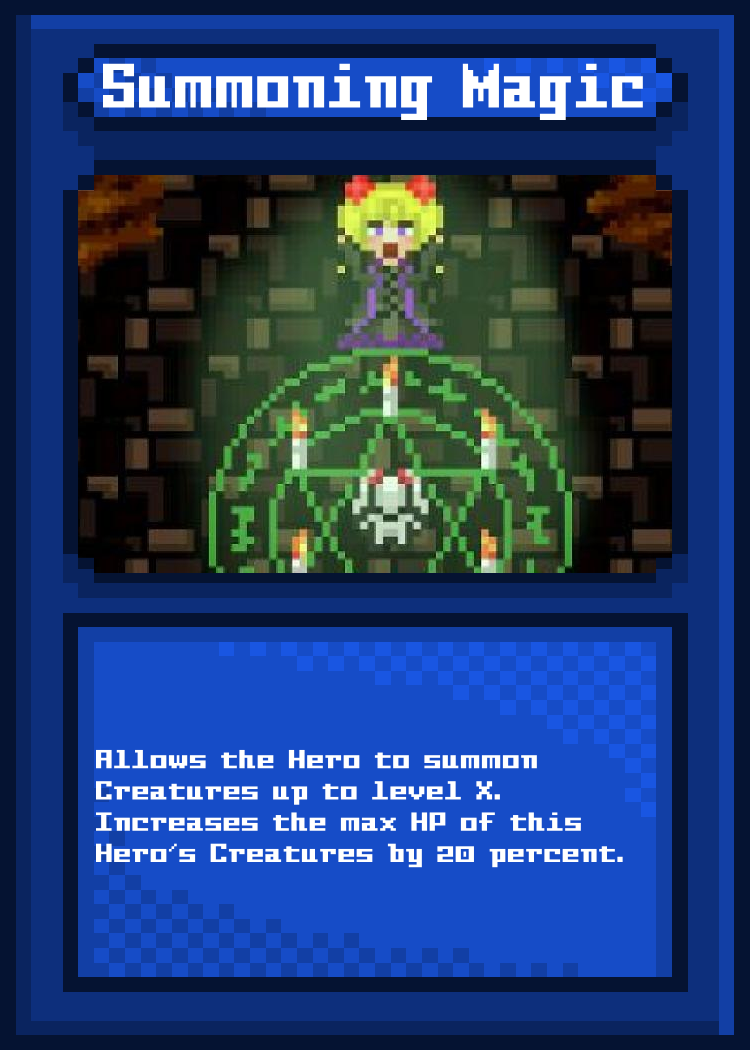 Summoning Magic
Allows the Hero to summon
Creatures up to level X.
Increases the max HP of this
Hero's Creatures by 20 percent.